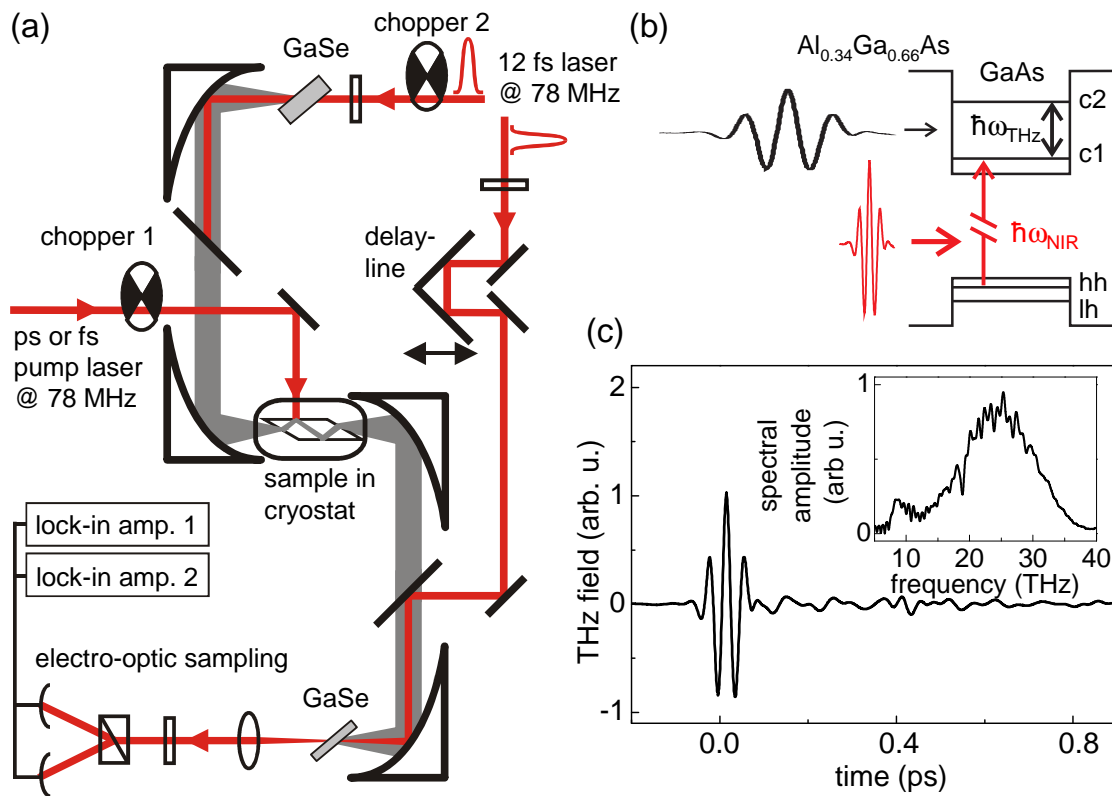 (a)
chopper 2
GaSe
12 fs laser
@ 78 MHz
chopper 1
delay-
line
ps or fs
pump laser
@ 78 MHz
sample in
cryostat
lock-in amp. 1
lock-in amp. 2
electro-optic sampling
GaSe
(b)
Al0.34Ga0.66As
GaAs
c2
ħωTHz
c1
ħωNIR
hh
lh
(c)
2
1
0
-1
THz field (arb. u.)
0.0
0.4
0.8
time (ps)
1
0
spectral
amplitude
(arb u.)
10
20
30
40
frequency (THz)